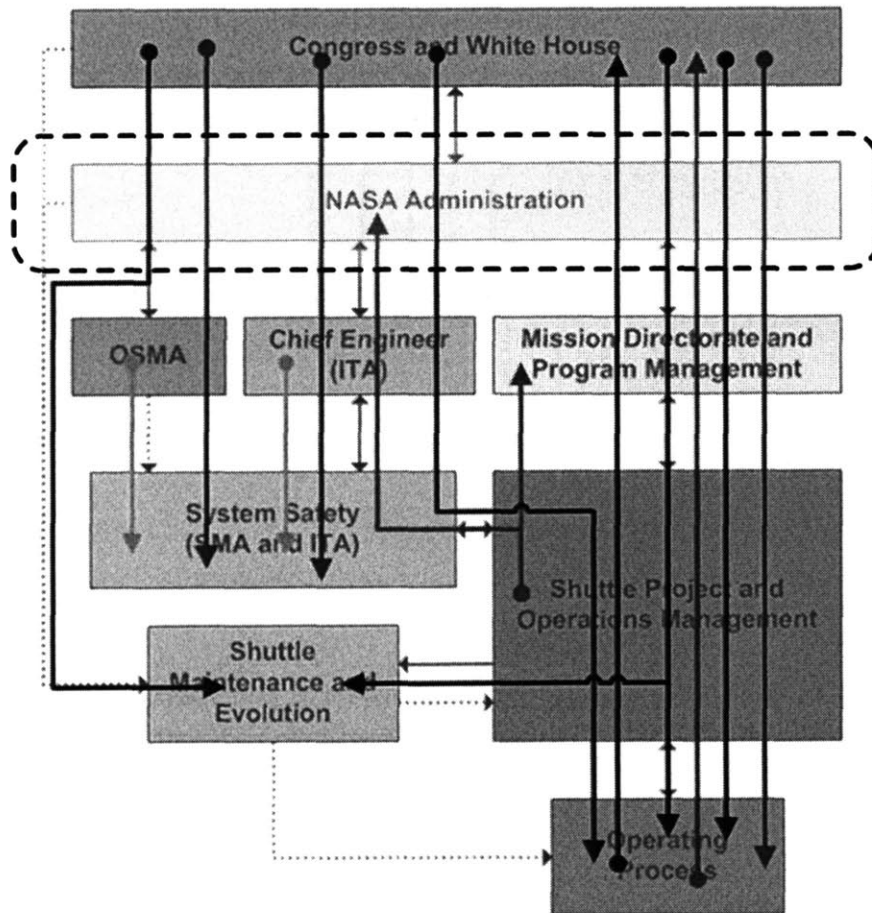 Congress and White House
NASA Administration
OSMA
Chief Engineer
(ITA)
Mission Directorate and
Program Management
System Safety
(SMA and ITA)
Shuttle Project and
Operations Management
Shuttle
Maintenance and
Evolution
Operating
Process